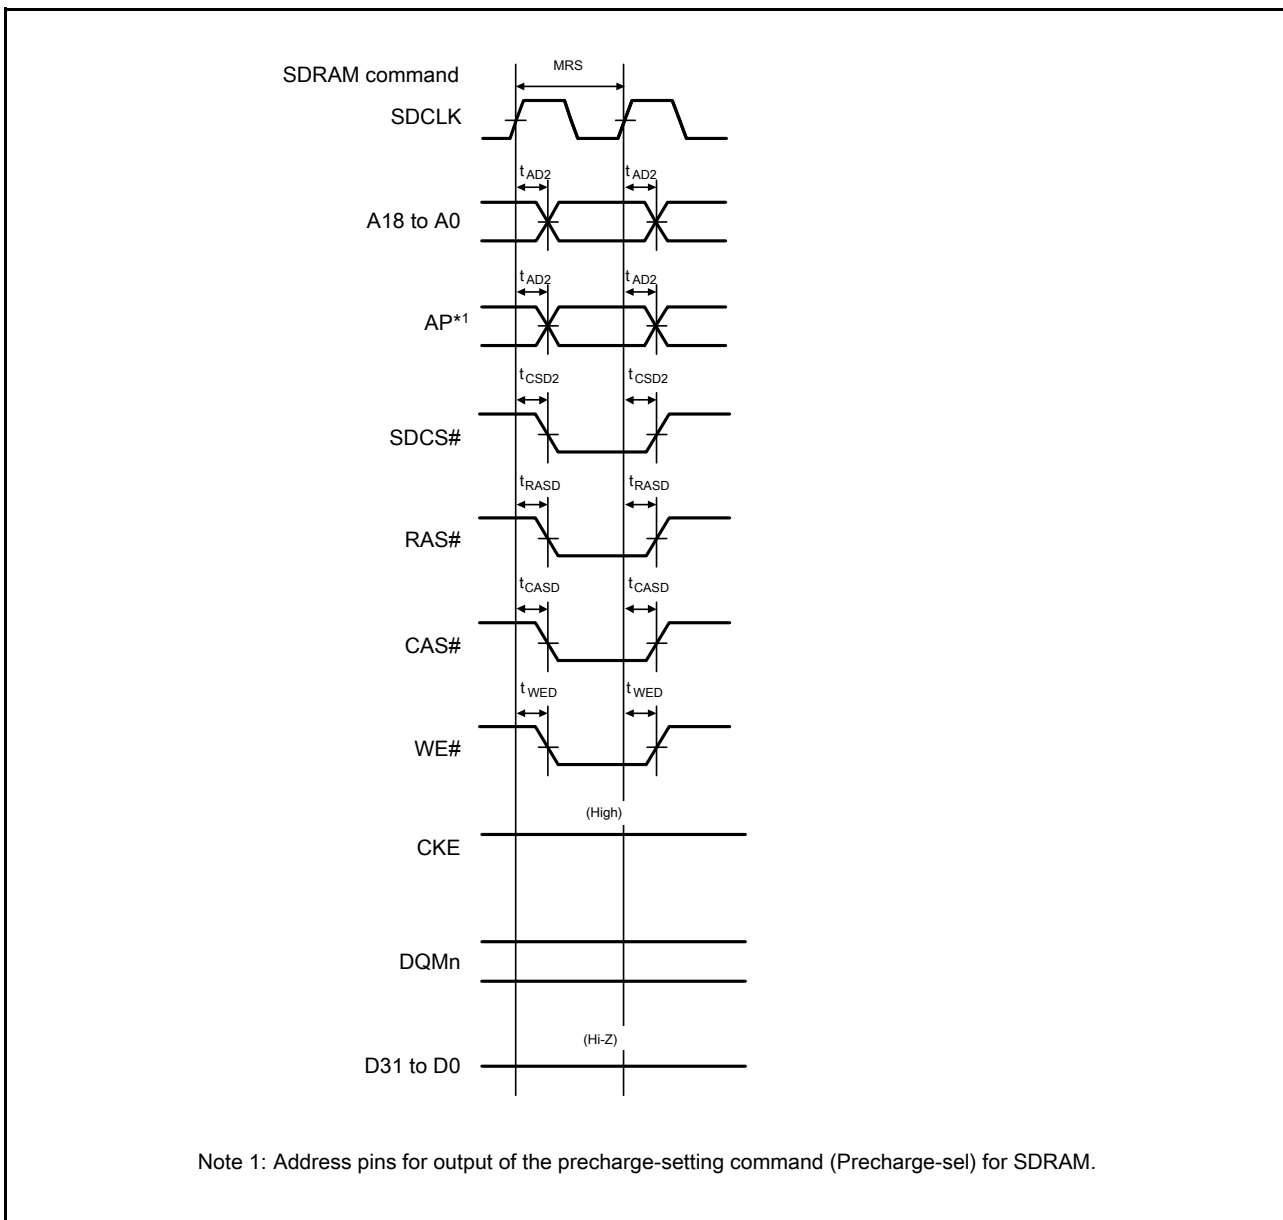 MRS
SDRAM command
SDCLK
tAD2 tAD2
A18 to A0
tAD2 tAD2
AP*1
tCSD2 tCSD2
SDCS#
tRASD tRASD
RAS#
tCASD tCASD
CAS#
tWED tWED
WE#
(High)
CKE
DQMn
(Hi-Z)
D31 to D0
Note 1: Address pins for output of the precharge-setting command (Precharge-sel) for SDRAM.